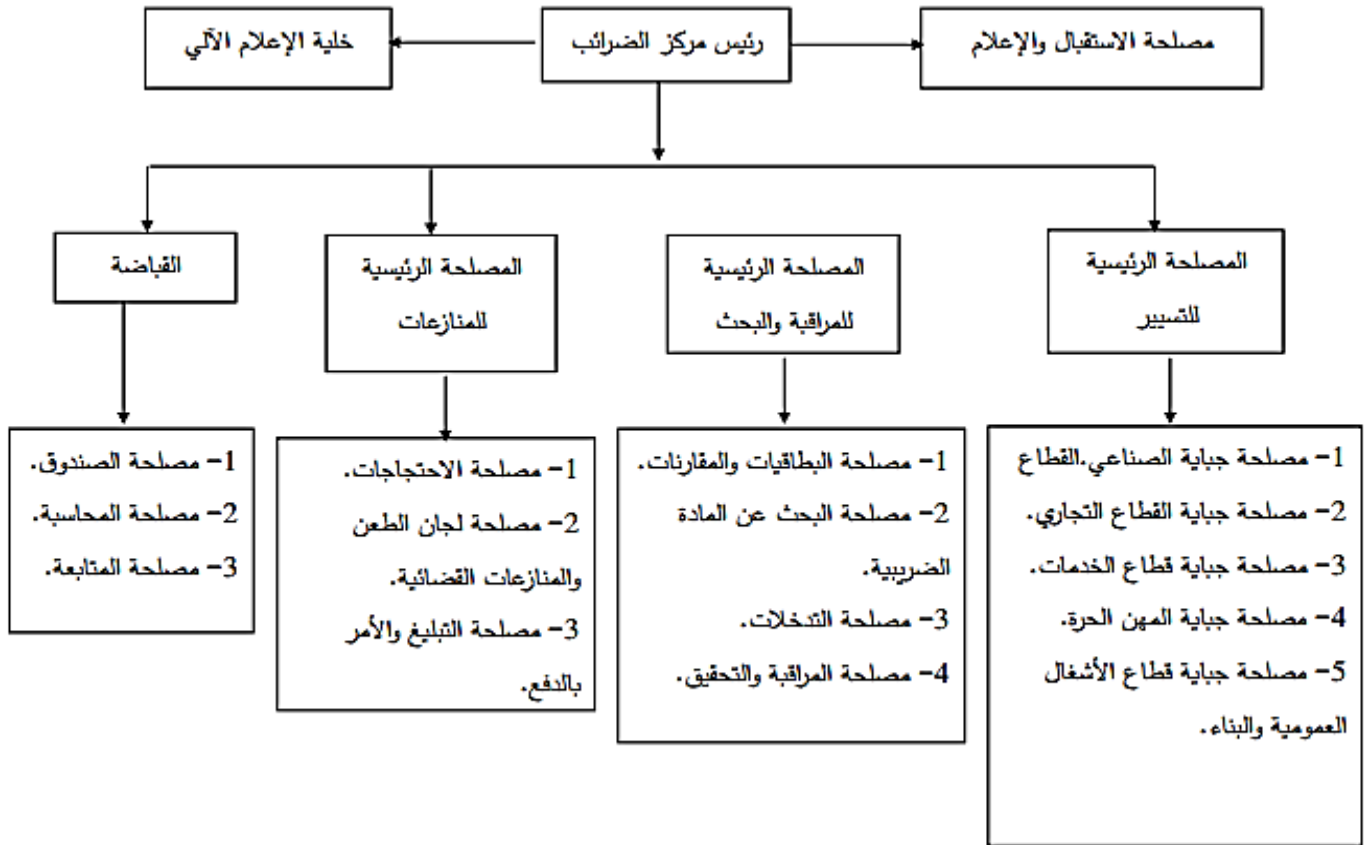 مصلحة الاستقبال والإعلام
رئيس مركز الضرائب
خلية الإعلام الآلي
المصلحة الرئيسية
للتسيير
المصلحة الرئيسية
للمراقبة والبحث
المصلحة الرئيسية
للمنازعات
القباضة
1- مصلحة جباية الصناعي.القطاع
2- مصلحة جباية القطاع التجاري.
3- مصلحة جباية قطاع الخدمات.
4- مصلحة جباية المهن الحرة.
5- مصلحة جباية قطاع الأشغال
العمومية والبناء.
1- مصلحة البطاقيات والمقارنات.
2- مصلحة البحث عن المادة
الضريبية.
3- مصلحة التدخلات.
4- مصلحة المراقبة والتحقيق.
1- مصلحة الاحتجاجات.
2- مصلحة لجان الطعن
والمنازعات القضائية.
3- مصلحة التبليغ والأمر
بالدفع.
1- مصلحة الصندوق.
2- مصلحة المحاسبة.
3- مصلحة المتابعة.